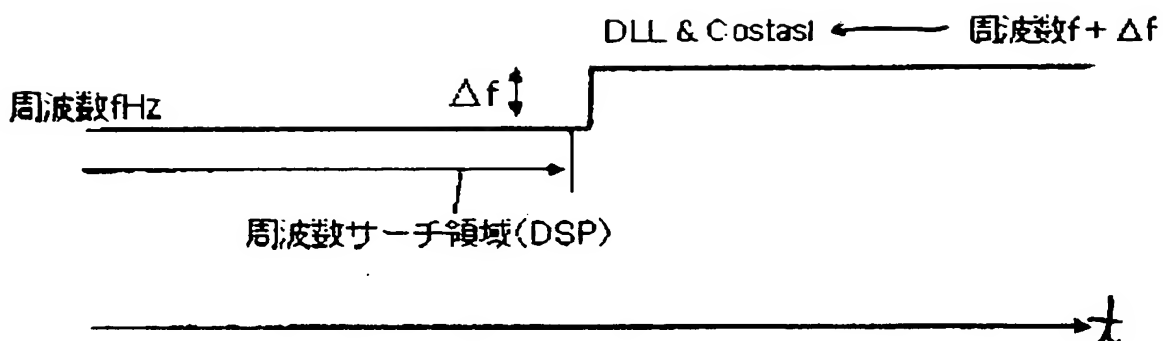 DLL & Costasl ← 周波数f + Δf
Δf
周波数fHz
周波数サーチ領域(DSP)
t